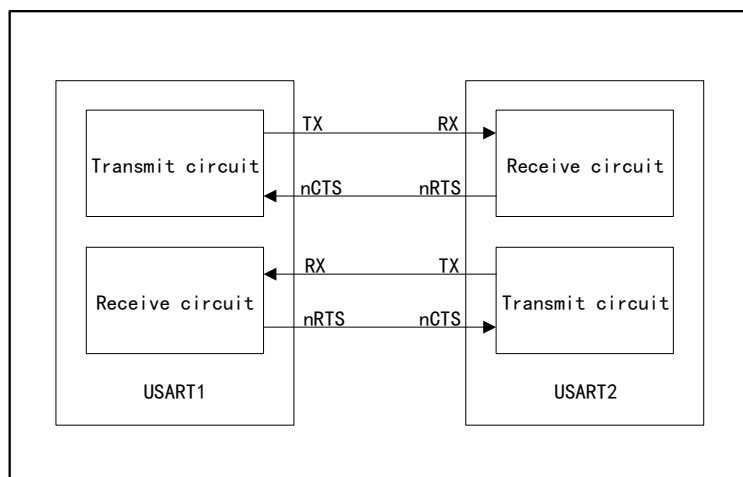 TX RX
Transmit circuit Receive circuit
nCTS nRTS
RX TX
Receive circuit Transmit circuit
nRTS nCTS
USART1 USART2